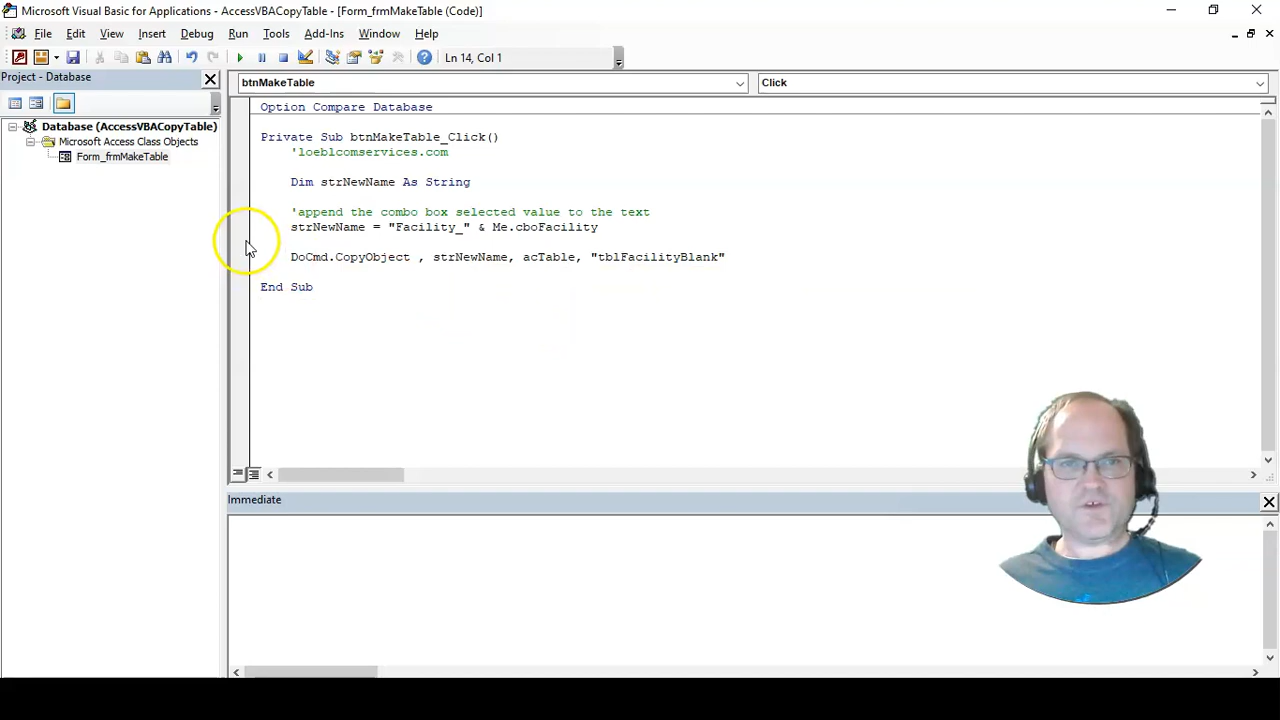 Microsoft Visual Basic for Applications - AccessVBACopyTable - [Form_frmMakeTable (Code)]
File Edit View Insert Format Debug Run Tools Add-Ins Window Help
Ln 14, Col 1
Project - Database
btnMakeTable
Click
Database (AccessVBACopyTable)
Microsoft Access Class Objects
Form_frmMakeTable
Option Compare Database
Private Sub btnMakeTable_Click()
'loeblcomservices.com
Dim strNewName As String
'append the combo box selected value to the text
strNewName = "Facility_" & Me.cboFacility
DoCmd.CopyObject , strNewName, acTable, "tblFacilityBlank"
End Sub
Immediate